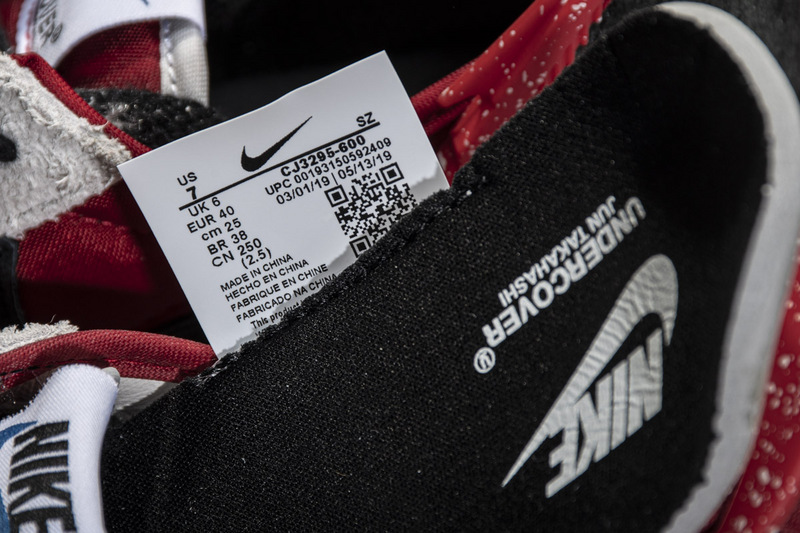 SZ
US
7
CJ3295-600
UPC 00193150592409
03/01/19 | 05/13/19
UK 6
EUR 40
cm 25
BR 38
CN 250
(2.5)
MADE IN CHINA
HECHO EN CHINA
FABRIQUE EN CHINE
FABRICADO NA CHINA
UNDERCOVER®
JUN TAKAHASHI
NIKE
NIKE